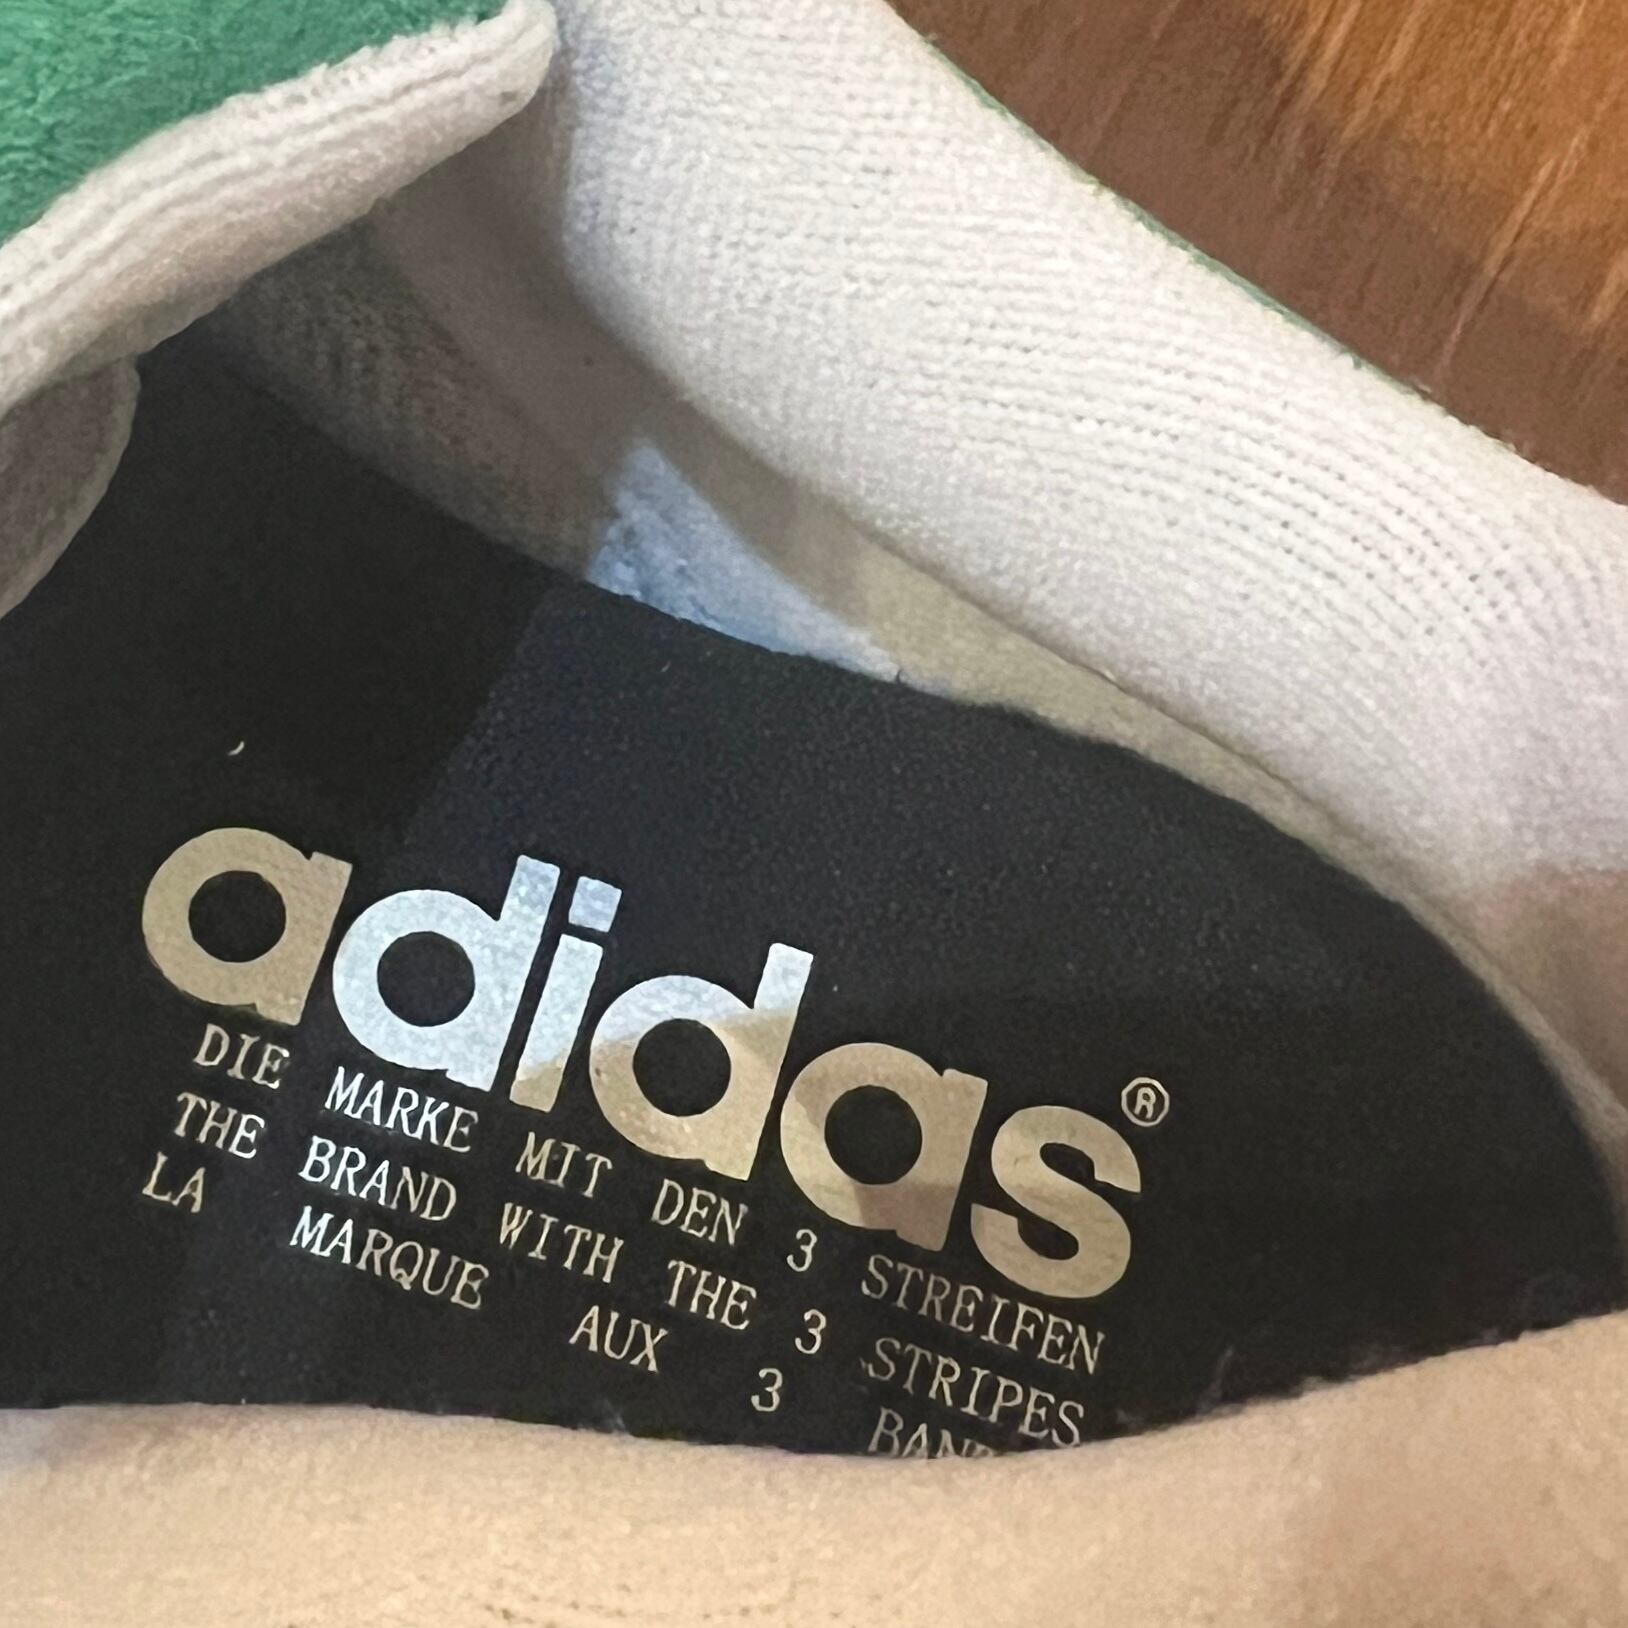 adidas®
DIE MARKE MIT DEN 3 STREIFEN
THE BRAND WITH THE 3 STRIPES
LA MARQUE AUX 3